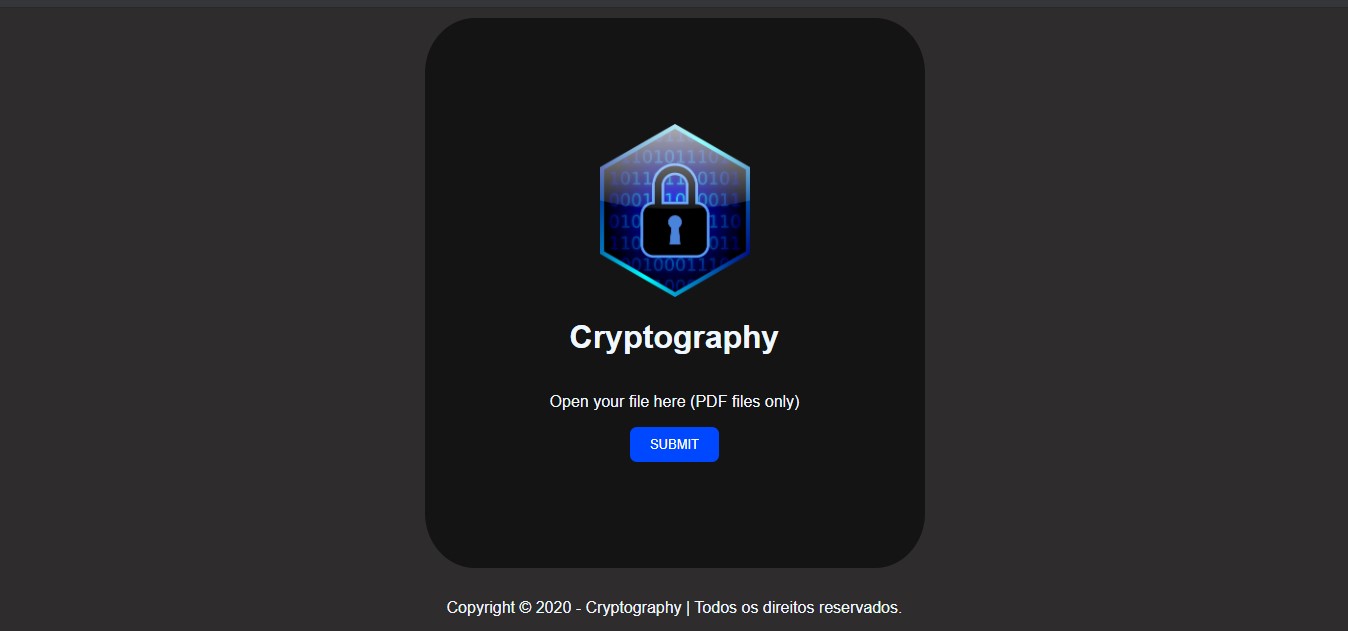 Cryptography
Open your file here (PDF files only)
SUBMIT
Copyright © 2020 - Cryptography | Todos os direitos reservados.